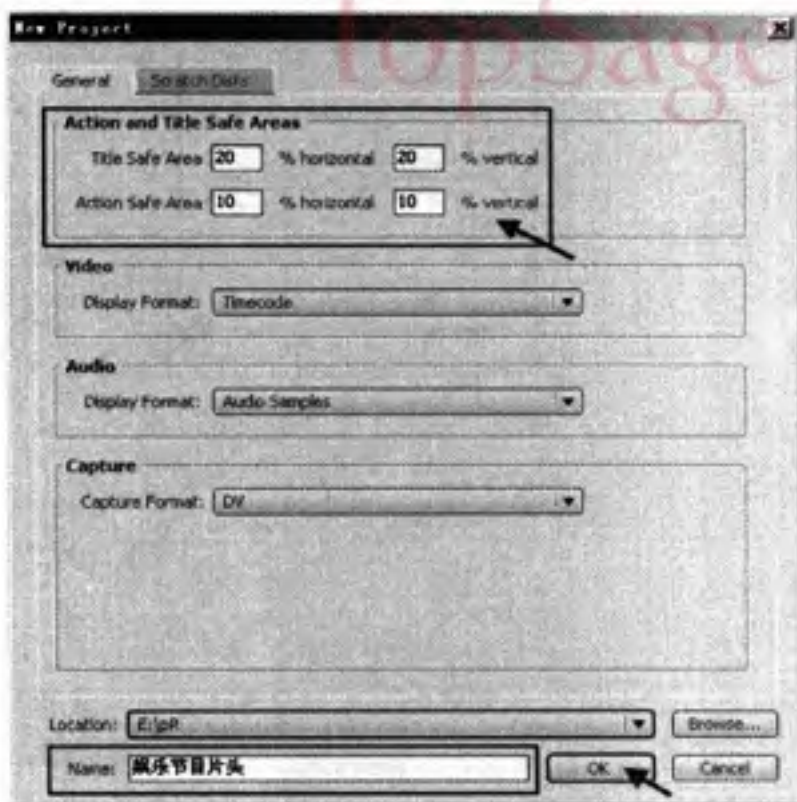 TopSage
New Project
General Scratch Disks
Action and Title Safe Areas
Title Safe Area 20 % horizontal 20 % vertical
Action Safe Area 10 % horizontal 10 % vertical
Video
Display Format: Timecode
Audio
Display Format: Audio Samples
Capture
Capture Format: DV
Location: E:\pR Browse...
Name: 娱乐节目片头 OK Cancel